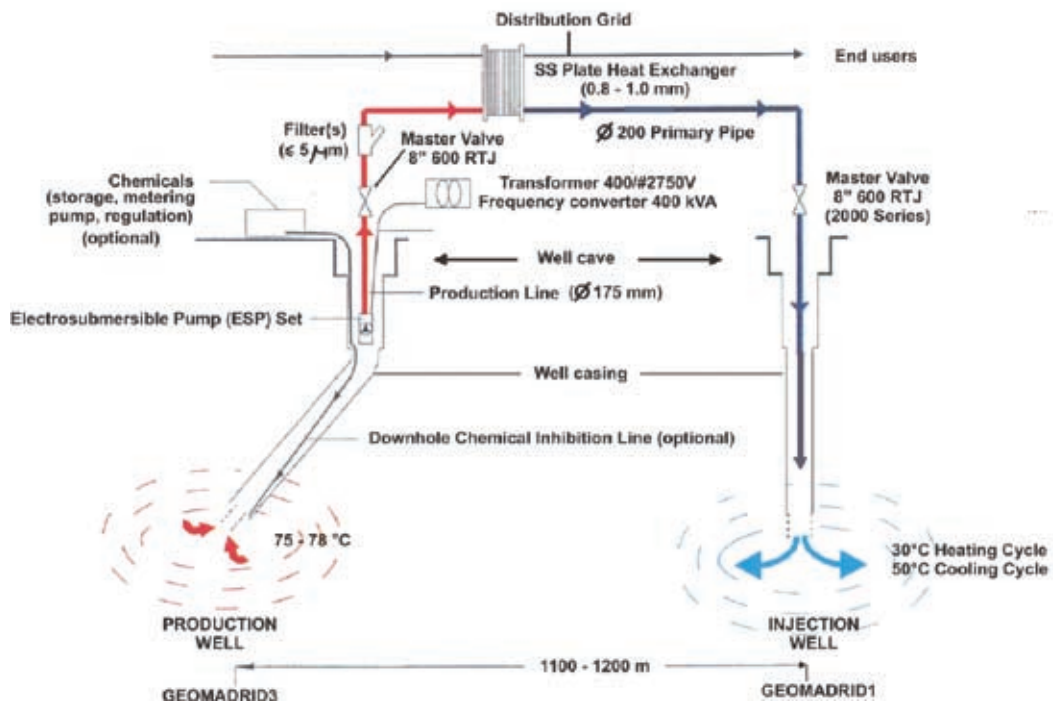 Distribution Grid
End users
SS Plate Heat Exchanger
(0.8 - 1.0 mm)
Filter(s)
(≤ 5μm)
Master Valve
8" 600 RTJ
Ø 200 Primary Pipe
Chemicals
(storage, metering
pump, regulation)
(optional)
Transformer 400/#2750V
Frequency converter 400 kVA
Master Valve
8" 600 RTJ
(2000 Series)
Well cave
Production Line (Ø 175 mm)
Electrosubmersible Pump (ESP) Set
Well casing
Downhole Chemical Inhibition Line (optional)
75 - 78 °C
30°C Heating Cycle
50°C Cooling Cycle
PRODUCTION
WELL
INJECTION
WELL
1100 - 1200 m
GEOMADRID3
GEOMADRID1